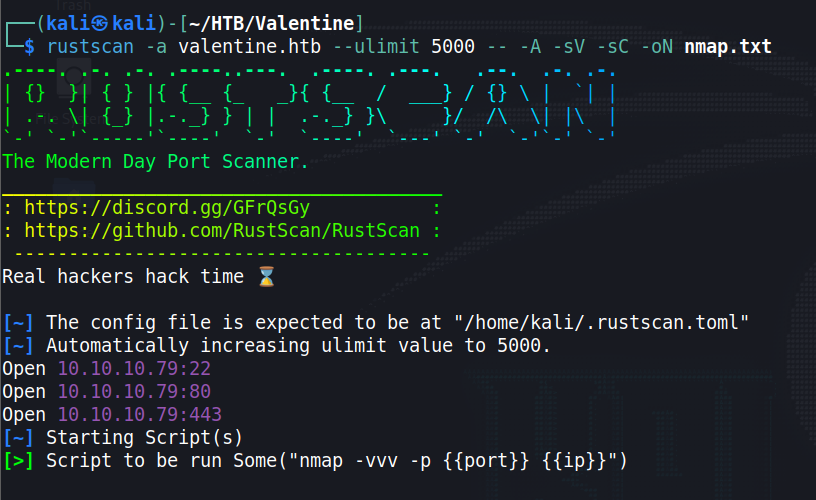 ┌──(kali㉿kali)-[~/HTB/Valentine]
└─$ rustscan -a valentine.htb --ulimit 5000 -- -A -sV -sC -oN nmap.txt
.----. .-. .-. .----..---.  .----. .---.   .--.  .-. .-.
| {}  }| { } |{ {__ {_   _}{ {__  /  ___} / {} \ |  `| |
| .-. \| {_} |.-._} } | |  .-._} }\     }/  /\  \| |\  |
`-' `-'`-----'`----'  `-'  `----'  `---' `-'  `-'`-' `-'
The Modern Day Port Scanner.
________________________________________
: https://discord.gg/GFrQsGy           :
: https://github.com/RustScan/RustScan :
 --------------------------------------
Real hackers hack time ⌛
[~] The config file is expected to be at "/home/kali/.rustscan.toml"
[~] Automatically increasing ulimit value to 5000.
Open 10.10.10.79:22
Open 10.10.10.79:80
Open 10.10.10.79:443
[~] Starting Script(s)
[>] Script to be run Some("nmap -vvv -p {{port}} {{ip}}")